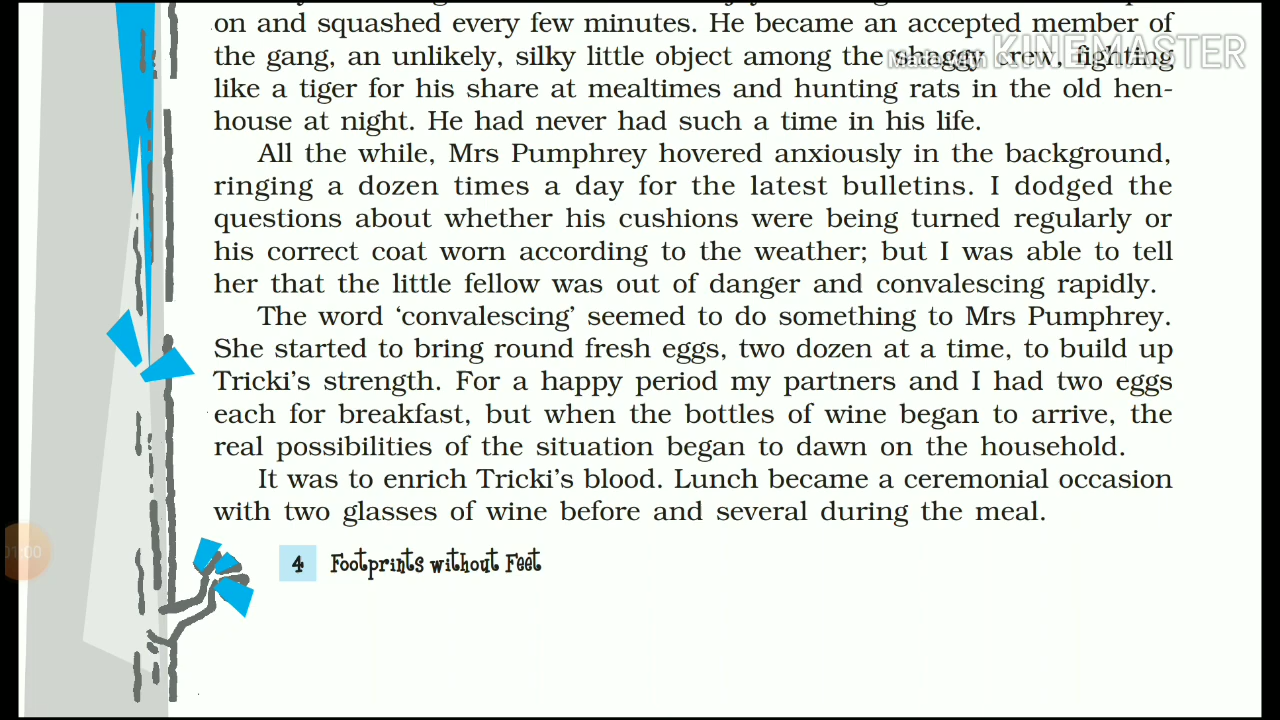 on and squashed every few minutes. He became an accepted member of
the gang, an unlikely, silky little object among the shaggy crew, fighting
Made with KINEMASTER
like a tiger for his share at mealtimes and hunting rats in the old hen-
house at night. He had never had such a time in his life.
All the while, Mrs Pumphrey hovered anxiously in the background,
ringing a dozen times a day for the latest bulletins. I dodged the
questions about whether his cushions were being turned regularly or
his correct coat worn according to the weather; but I was able to tell
her that the little fellow was out of danger and convalescing rapidly.
The word ‘convalescing’ seemed to do something to Mrs Pumphrey.
She started to bring round fresh eggs, two dozen at a time, to build up
Tricki’s strength. For a happy period my partners and I had two eggs
each for breakfast, but when the bottles of wine began to arrive, the
real possibilities of the situation began to dawn on the household.
It was to enrich Tricki’s blood. Lunch became a ceremonial occasion
with two glasses of wine before and several during the meal.
01:00
4 Footprints without Feet